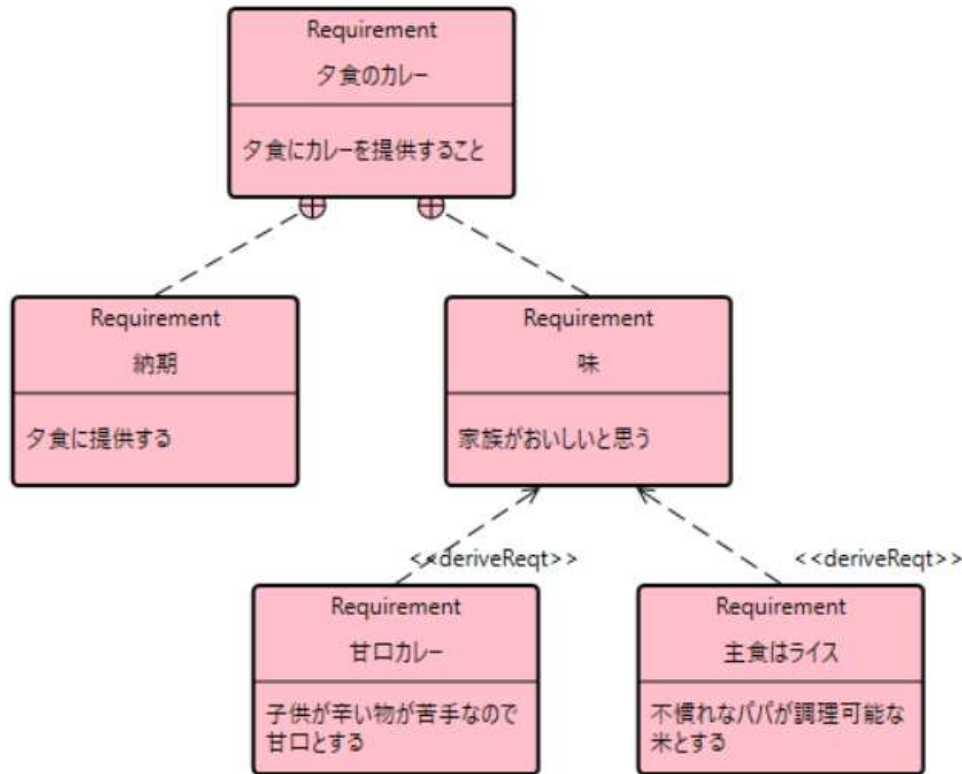 Requirement
夕食のカレー
夕食にカレーを提供すること
Requirement
納期
夕食に提供する
Requirement
味
家族がおいしいと思う
<<deriveReqt>>
<<deriveReqt>>
Requirement
甘口カレー
子供が辛い物が苦手なので
甘口とする
Requirement
主食はライス
不慣れなパパが調理可能な
米とする